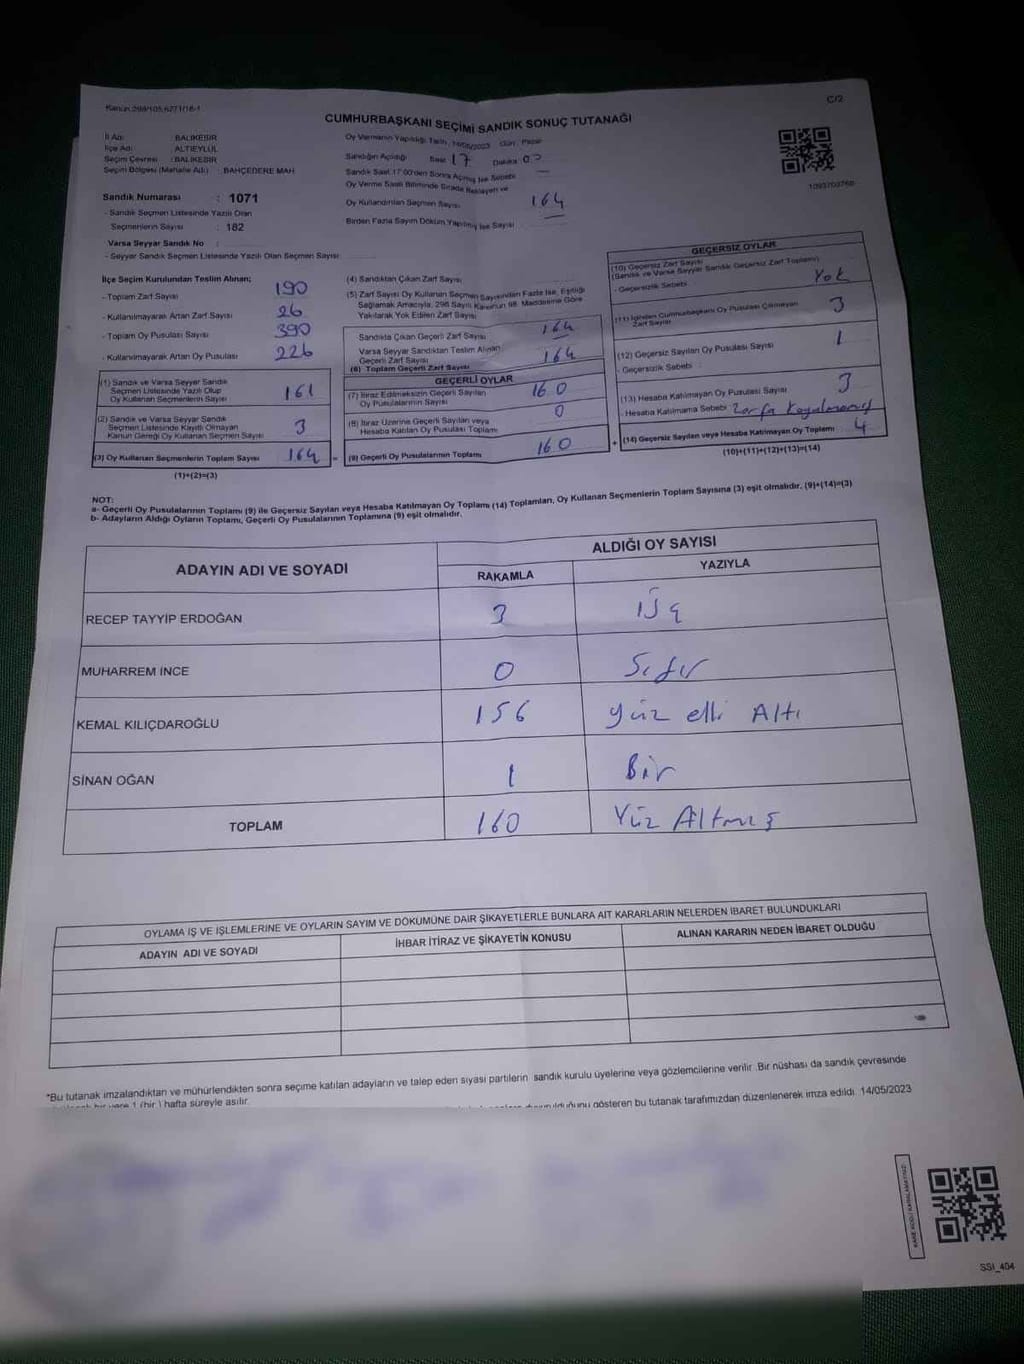 Kanun 298/105,6271/18-1
C/2
CUMHURBAŞKANI SEÇİMİ SANDIK SONUÇ TUTANAĞI
İl Adı : BALIKESİR
İlçe Adı : ALTIEYLÜL
Seçim Çevresi : BALIKESİR
Seçim Bölgesi (Mahalle Adı) : BAHÇEDERE MAH
Sandık Numarası : 1071
- Sandık Seçmen Listesinde Yazılı Olan
Seçmenlerin Sayısı : 182
Varsa Seyyar Sandık No :
- Seyyar Sandık Seçmen Listesinde Yazılı Olan Seçmen Sayısı
Oy Vermenin Yapıldığı Tarih : 14/05/2023 Gün : Pazar
Sandığın Açıldığı Saat 17 Dakika
Sandık Saat 17:00'den Sonra Açılmış İse Sebebi —
Oy Verme Saati Bitiminde Sırada Bekleyen ve
Oy Kullandırılan Seçmen Sayısı 164
Birden Fazla Sayım Döküm Yapılmış İse Sayısı
1093703760
İlçe Seçim Kurulundan Teslim Alınan;
- Toplam Zarf Sayısı 190
- Kullanılmayarak Artan Zarf Sayısı 26
- Toplam Oy Pusulası Sayısı 390
- Kullanılmayarak Artan Oy Pusulası 226
(1) Sandık ve Varsa Seyyar Sandık
Seçmen Listesinde Yazılı Olup
Oy Kullanan Seçmenlerin Sayısı 161
(2) Sandık ve Varsa Seyyar Sandık
Seçmen Listesinde Kayıtlı Olmayan
Kanun Gereği Oy Kullanan Seçmen Sayısı 3
(3) Oy Kullanan Seçmenlerin Toplam Sayısı 164 =
(1)+(2)=(3)
(4) Sandıktan Çıkan Zarf Sayısı
(5) Zarf Sayısı Oy Kullanan Seçmen Sayısından Fazla İse, Eşitliği
Sağlamak Amacıyla, 298 Sayılı Kanunun 98. Maddesine Göre
Yakılarak Yok Edilen Zarf Sayısı
Sandıkta Çıkan Geçerli Zarf Sayısı 164
Varsa Seyyar Sandıktan Teslim Alınan
Geçerli Zarf Sayısı
(6) Toplam Geçerli Zarf Sayısı 164
GEÇERLİ OYLAR
(7) İtiraz Edilmeksizin Geçerli Sayılan
Oy Pusulalarının Sayısı 160
(8) İtiraz Üzerine Geçerli Sayılan veya
Hesaba Katılan Oy Pusulası Toplamı 0
(9) Geçerli Oy Pusulalarının Toplamı 160 +
GEÇERSİZ OYLAR
(10) Geçersiz Zarf Sayısı
(Sandık ve Varsa Seyyar Sandık Geçersiz Zarf Toplamı)
- Geçersizlik Sebebi Yok
(11) İçinden Cumhurbaşkanı Oy Pusulası Çıkmayan
Zarf Sayısı 3
(12) Geçersiz Sayılan Oy Pusulası Sayısı 1
- Geçersizlik Sebebi
(13) Hesaba Katılmayan Oy Pusulası Sayısı 3
- Hesaba Katılmama Sebebi Zarfa Koyulmamış
(14) Geçersiz Sayılan veya Hesaba Katılmayan Oy Toplamı 4
(10)+(11)+(12)+(13)=(14)
NOT:
a- Geçerli Oy Pusulalarının Toplamı (9) ile Geçersiz Sayılan veya Hesaba Katılmayan Oy Toplamı (14) Toplamları, Oy Kullanan Seçmenlerin Toplam Sayısına (3) eşit olmalıdır. (9)+(14)=(3)
b- Adayların Aldığı Oyların Toplamı, Geçerli Oy Pusulalarının Toplamına (9) eşit olmalıdır.
ADAYIN ADI VE SOYADI
ALDIĞI OY SAYISI
RAKAMLA YAZIYLA
RECEP TAYYİP ERDOĞAN 3 Üç
MUHARREM İNCE 0 Sıfır
KEMAL KILIÇDAROĞLU 156 Yüz elli Altı
SİNAN OĞAN 1 Bir
TOPLAM 160 Yüz Altmış
OYLAMA İŞ VE İŞLEMLERİNE VE OYLARIN SAYIM VE DÖKÜMÜNE DAİR ŞİKAYETLERLE BUNLARA AİT KARARLARIN NELERDEN İBARET BULUNDUKLARI
ADAYIN ADI VE SOYADI İHBAR İTİRAZ VE ŞİKAYETİN KONUSU ALINAN KARARIN NEDEN İBARET OLDUĞU
*Bu tutanak imzalandıktan ve mühürlendikten sonra seçime katılan adayların ve talep eden siyasi partilerin sandık kurulu üyelerine veya gözlemcilerine verilir .Bir nüshası da sandık çevresinde
bir yere 1 (bir ) hafta süreyle asılır.
gösteren bu tutanak tarafımızdan düzenlenerek imza edildi. 14/05/2023
KARE KODU KARALAMAYINIZ!
SSI_404